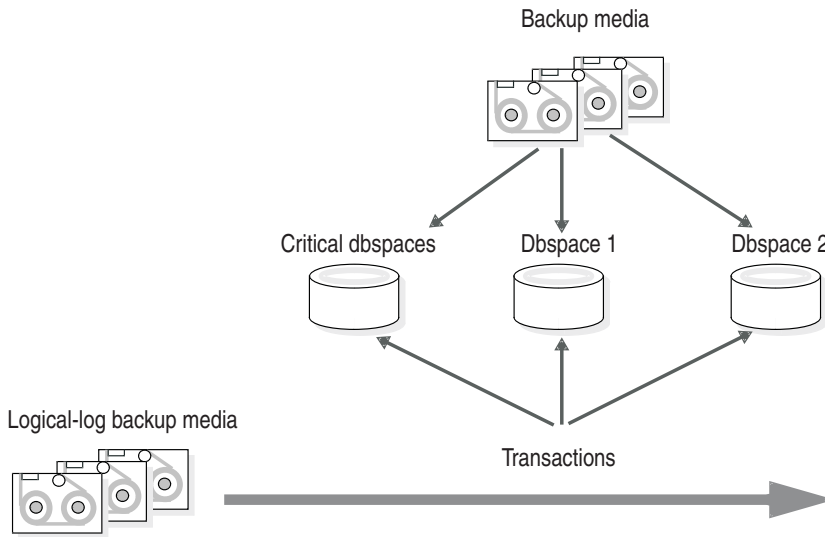 Backup media
Critical dbspaces
Dbspace 1
Dbspace 2
Logical-log backup media
Transactions